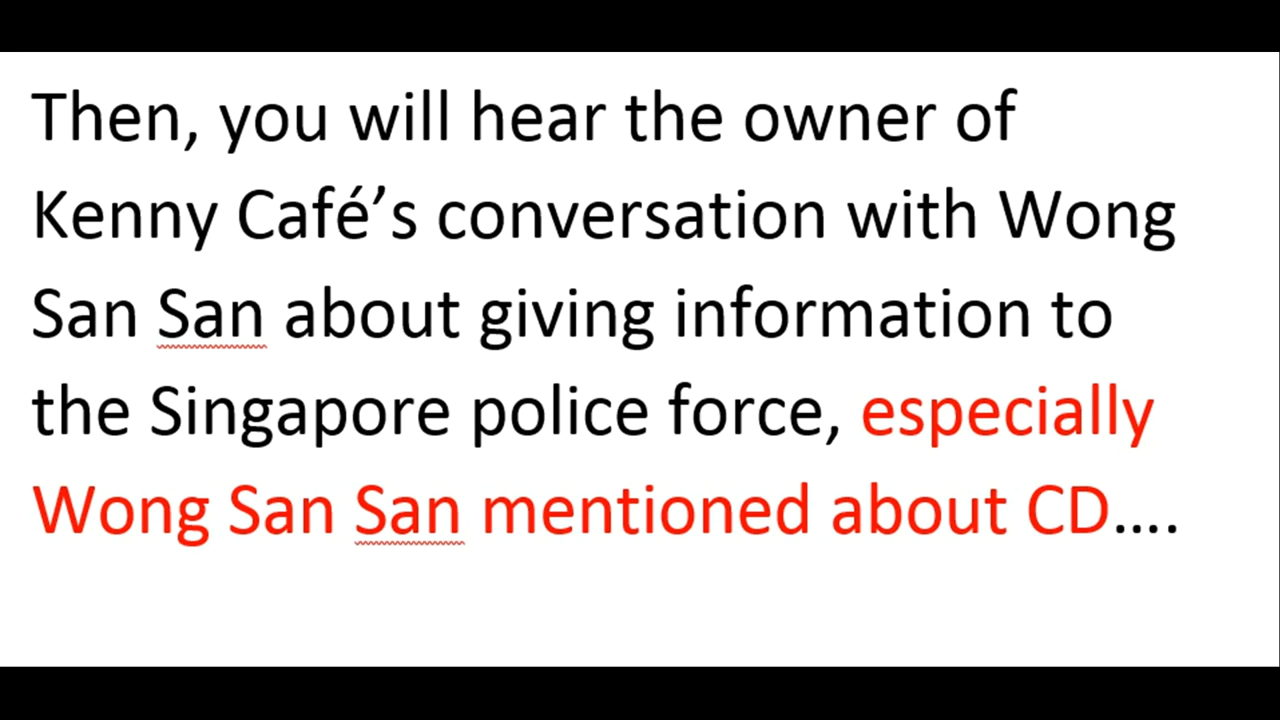 Then, you will hear the owner of
Kenny Café’s conversation with Wong
San San about giving information to
the Singapore police force, especially
Wong San San mentioned about CD....